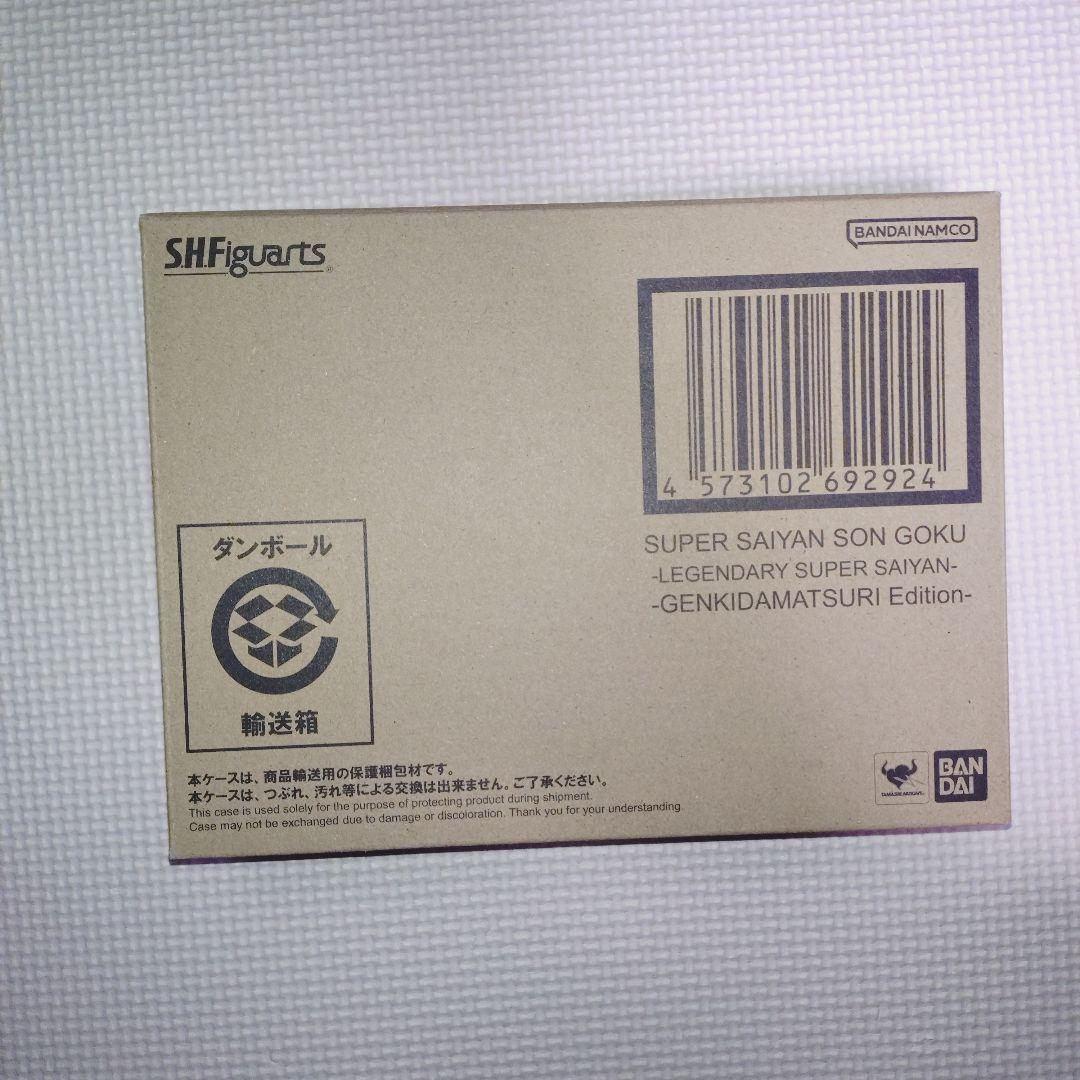 S.H.Figuarts
BANDAI NAMCO
4 573102 692924
SUPER SAIYAN SON GOKU
-LEGENDARY SUPER SAIYAN-
-GENKIDAMATSURI Edition-
ダンボール
輸送箱
本ケースは、商品輸送用の保護梱包材です。
本ケースは、つぶれ、汚れ等による交換は出来ません。ご了承ください。
This case is used solely for the purpose of protecting product during shipment.
Case may not be exchanged due to damage or discoloration. Thank you for your understanding.
TAMASHII NATIONS
BAN
DAI